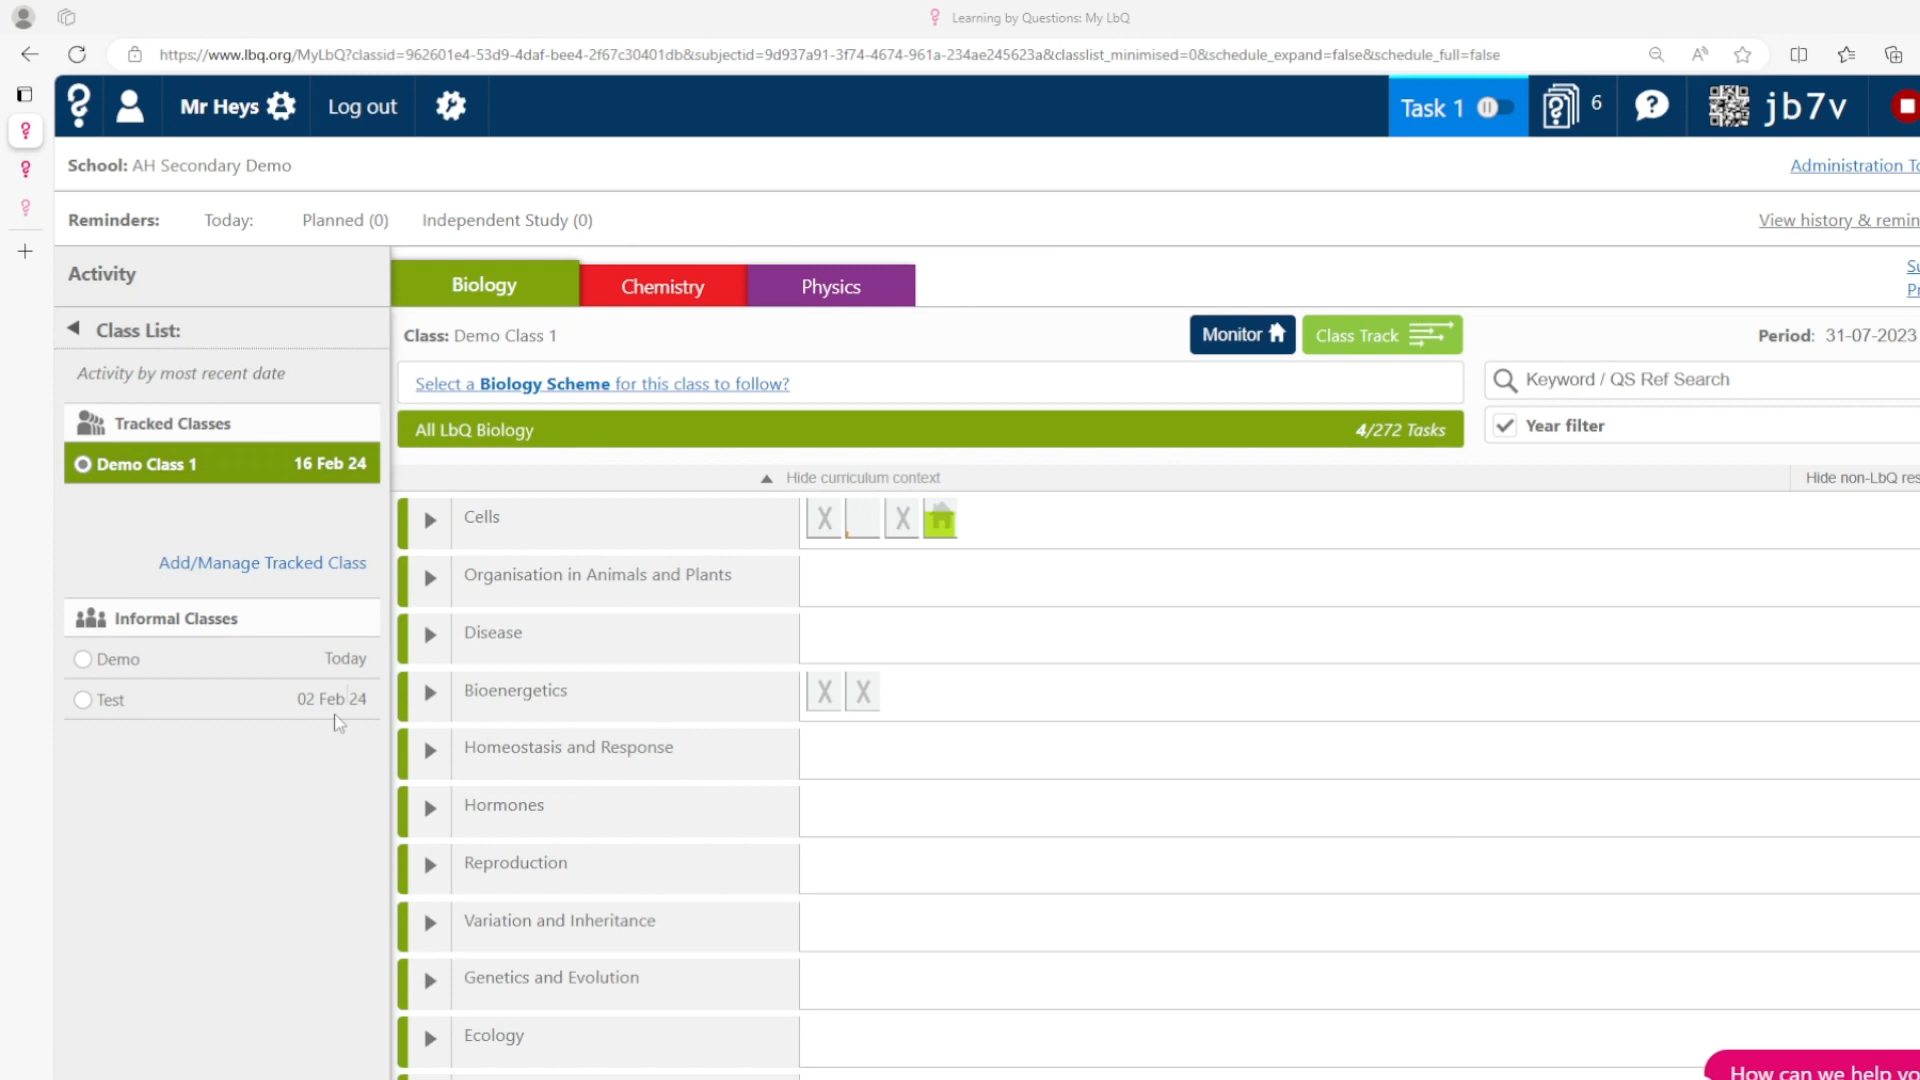 Learning by Questions: My LbQ
https://www.lbq.org/MyLbQ?classid=962601e4-53d9-4daf-bee4-2f67c30401db&subjectid=9d937a91-3f74-4674-961a-234ae245623a&classlist_minimised=0&schedule_expand=false&schedule_full=false
Mr Heys
Log out
Task 1
6
jb7v
School: AH Secondary Demo
Administration
Reminders: Today: Planned (0) Independent Study (0)
View history &
Activity
Biology
Chemistry
Physics
Class List:
Class: Demo Class 1
Monitor
Class Track
Period: 31-07-2023
Activity by most recent date
Select a Biology Scheme for this class to follow?
Keyword / QS Ref Search
Tracked Classes
All LbQ Biology
4/272 Tasks
Year filter
Demo Class 1 16 Feb 24
Hide curriculum context
Hide non-LbQ
Cells
X X
Add/Manage Tracked Class
Organisation in Animals and Plants
Informal Classes
Disease
Demo Today
Bioenergetics
X X
Test 02 Feb 24
Homeostasis and Response
Hormones
Reproduction
Variation and Inheritance
Genetics and Evolution
Ecology
How can we help